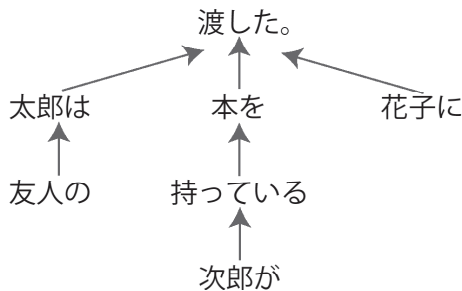 渡した。
太郎は 本を 花子に
友人の 持っている
次郎が